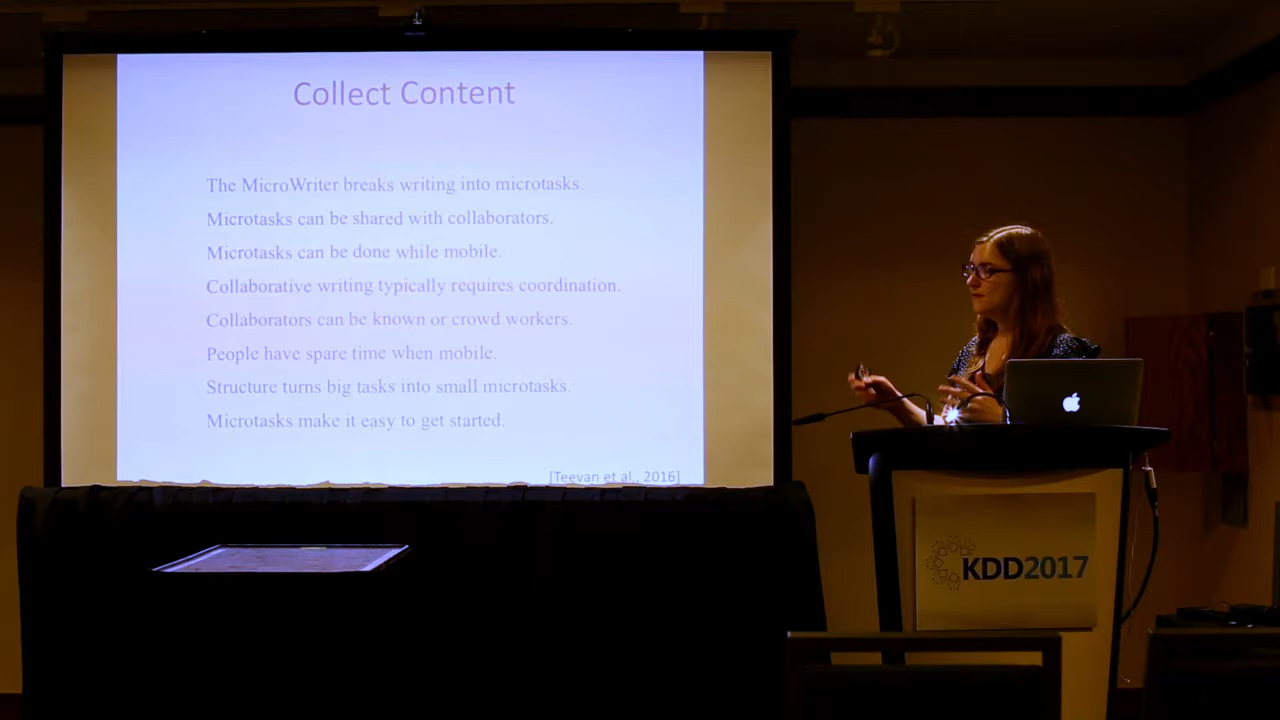 Collect Content
The MicroWriter breaks writing into microtasks.
Microtasks can be shared with collaborators.
Microtasks can be done while mobile.
Collaborative writing typically requires coordination.
Collaborators can be known or crowd workers.
People have spare time when mobile.
Structure turns big tasks into small microtasks.
Microtasks make it easy to get started.
[Teevan et al., 2016]
KDD2017